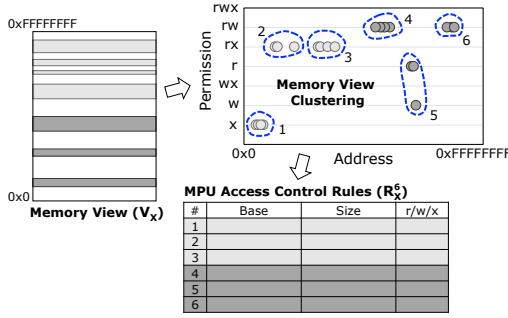 0xFFFFFFFF
0x0
Memory View (Vx)
Permission
rwx
rw
rx
r
wx
w
x
2
3
4
6
5
1
Memory View
Clustering
0x0
Address
0xFFFFFFFF
MPU Access Control Rules (R⁶x)
# Base Size r/w/x
1
2
3
4
5
6